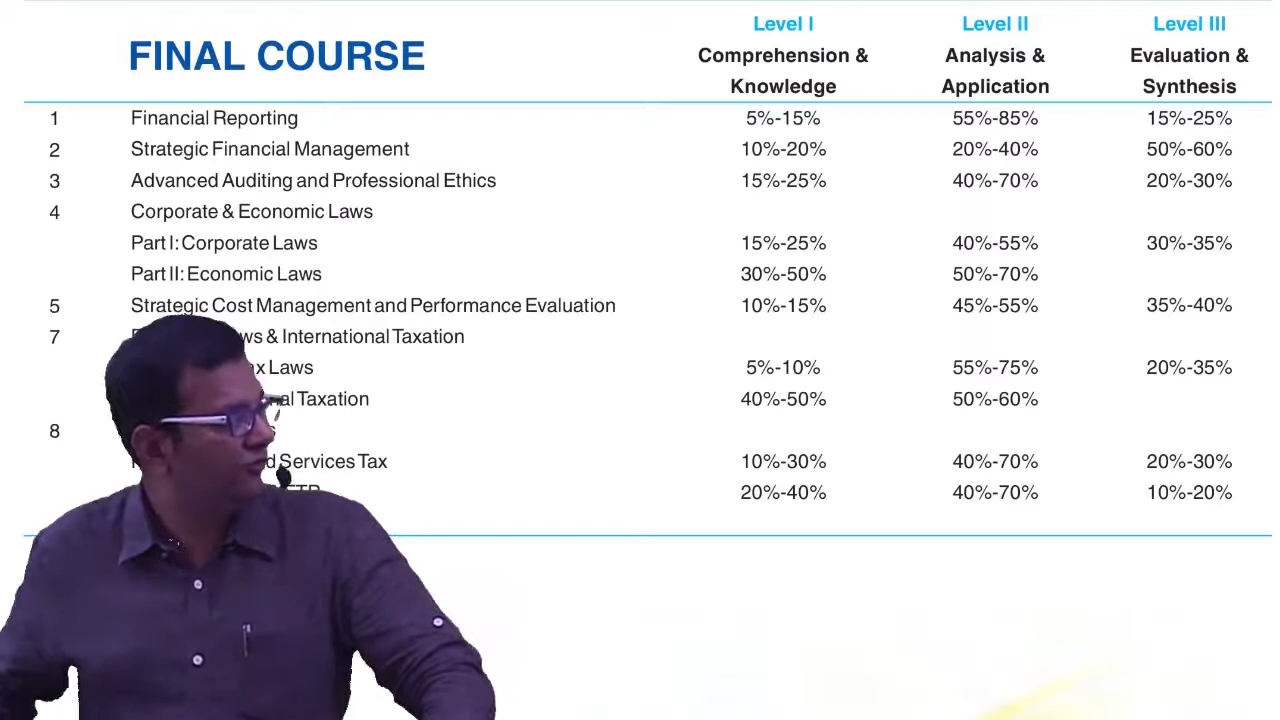 Level I Level II Level III
FINAL COURSE
Comprehension & Analysis & Evaluation &
Knowledge Application Synthesis
1 Financial Reporting 5%-15% 55%-85% 15%-25%
2 Strategic Financial Management 10%-20% 20%-40% 50%-60%
3 Advanced Auditing and Professional Ethics 15%-25% 40%-70% 20%-30%
4 Corporate & Economic Laws
Part I: Corporate Laws 15%-25% 40%-55% 30%-35%
Part II: Economic Laws 30%-50% 50%-70%
5 Strategic Cost Management and Performance Evaluation 10%-15% 45%-55% 35%-40%
7 & International Taxation
Laws 5%-10% 55%-75% 20%-35%
Taxation 40%-50% 50%-60%
8
Services Tax 10%-30% 40%-70% 20%-30%
20%-40% 40%-70% 10%-20%